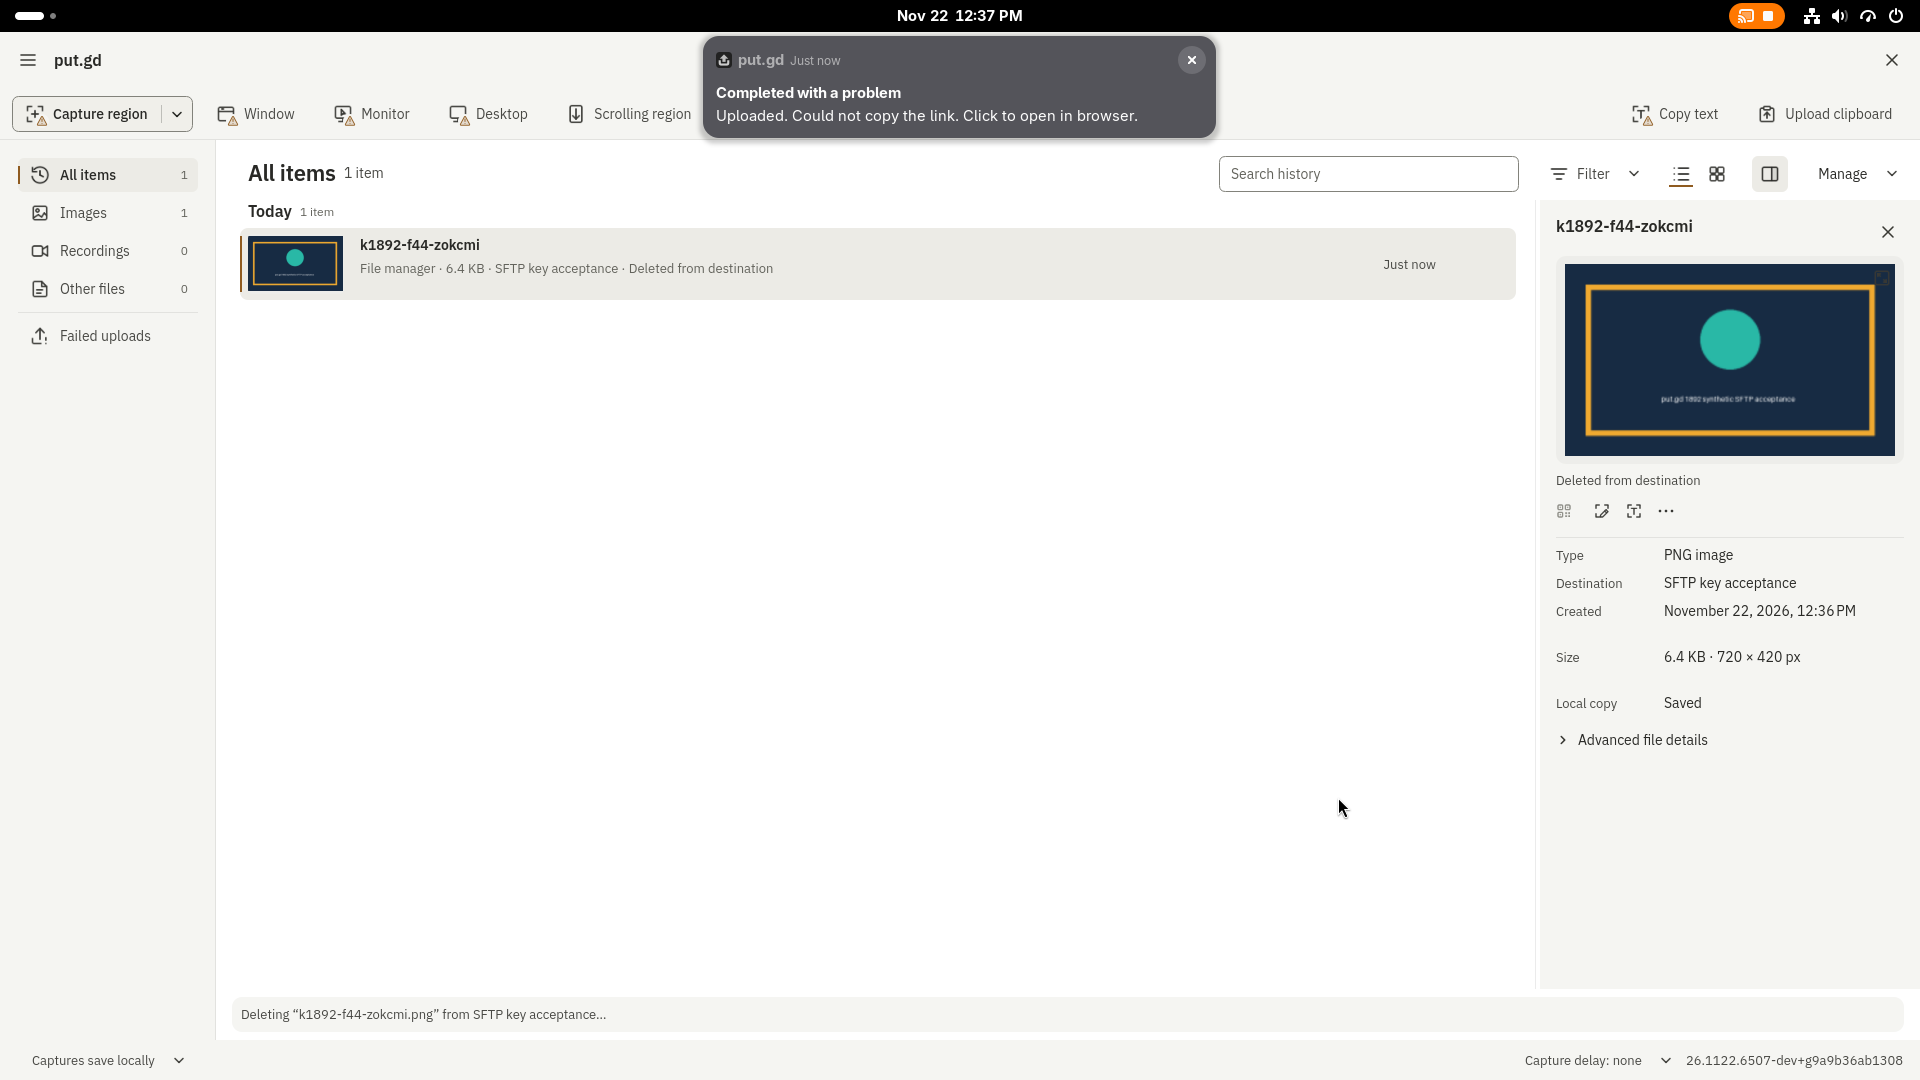 Nov 22 12:37 PM
put.gd
put.gd Just now
Completed with a problem
Uploaded. Could not copy the link. Click to open in browser.
Capture region
Window
Monitor
Desktop
Scrolling region
Copy text
Upload clipboard
All items 1
Images 1
Recordings 0
Other files 0
Failed uploads
All items 1 item
Search history
Filter
Manage
Today 1 item
k1892-f44-zokcmi
File manager · 6.4 KB · SFTP key acceptance · Deleted from destination
Just now
k1892-f44-zokcmi
put.gd 1892 synthetic SFTP acceptance
Deleted from destination
Type PNG image
Destination SFTP key acceptance
Created November 22, 2026, 12:36 PM
Size 6.4 KB · 720 × 420 px
Local copy Saved
Advanced file details
Deleting “k1892-f44-zokcmi.png” from SFTP key acceptance…
Captures save locally
Capture delay: none
26.1122.6507-dev+g9a9b36ab1308